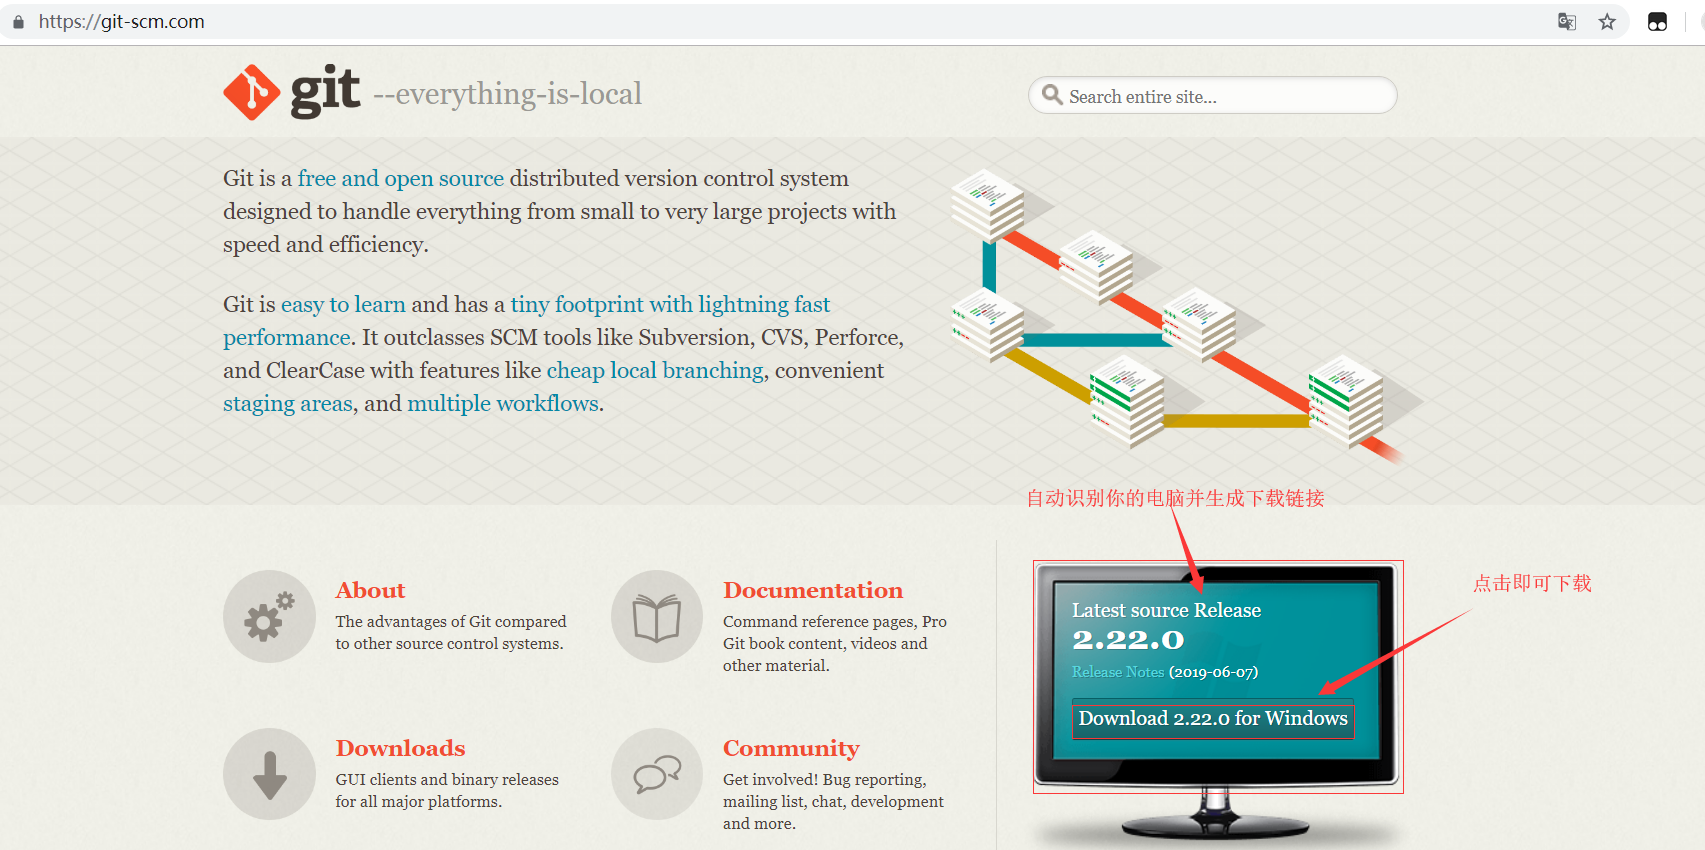 https://git-scm.com
git --everything-is-local
Search entire site...
Git is a free and open source distributed version control system
designed to handle everything from small to very large projects with
speed and efficiency.
Git is easy to learn and has a tiny footprint with lightning fast
performance. It outclasses SCM tools like Subversion, CVS, Perforce,
and ClearCase with features like cheap local branching, convenient
staging areas, and multiple workflows.
自动识别你的电脑并生成下载链接
About
The advantages of Git compared
to other source control systems.
Documentation
Command reference pages, Pro
Git book content, videos and
other material.
Downloads
GUI clients and binary releases
for all major platforms.
Community
Get involved! Bug reporting,
mailing list, chat, development
and more.
点击即可下载
Latest source Release
2.22.0
Release Notes (2019-06-07)
Download 2.22.0 for Windows